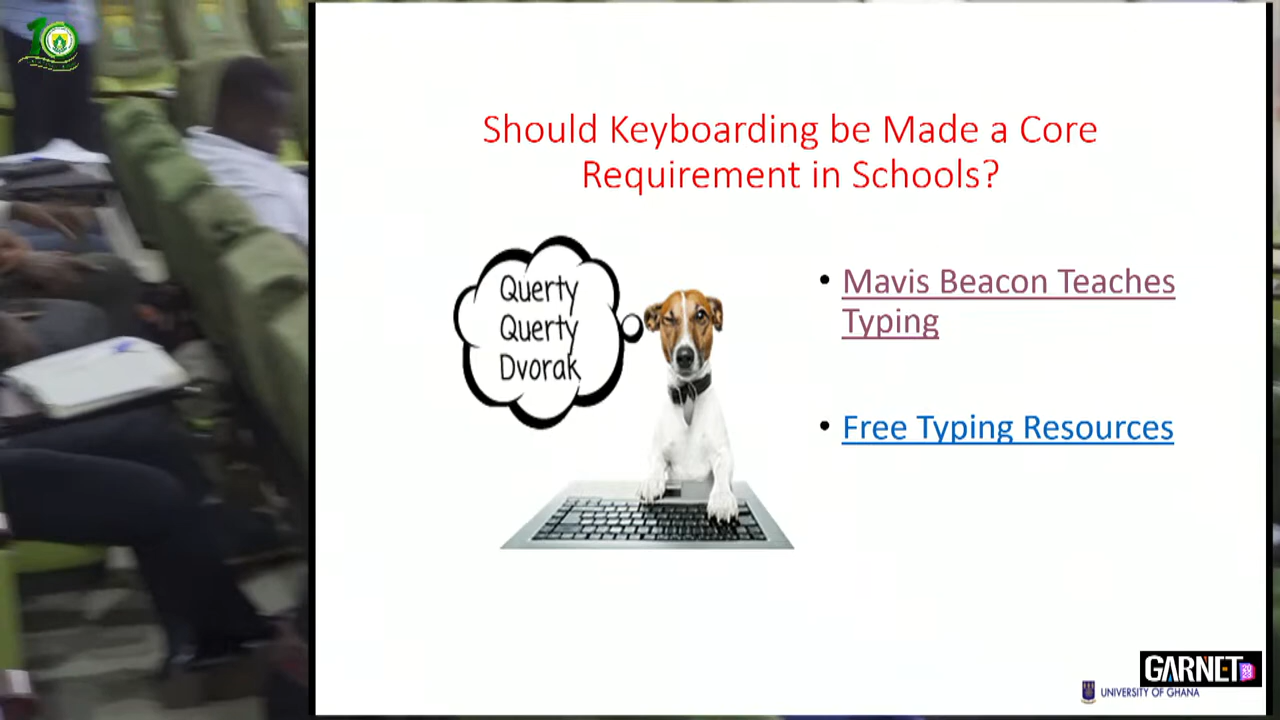 Should Keyboarding be Made a Core
Requirement in Schools?
Querty
Querty
Dvorak
• Mavis Beacon Teaches
Typing
• Free Typing Resources
GARNET 2023
UNIVERSITY OF GHANA